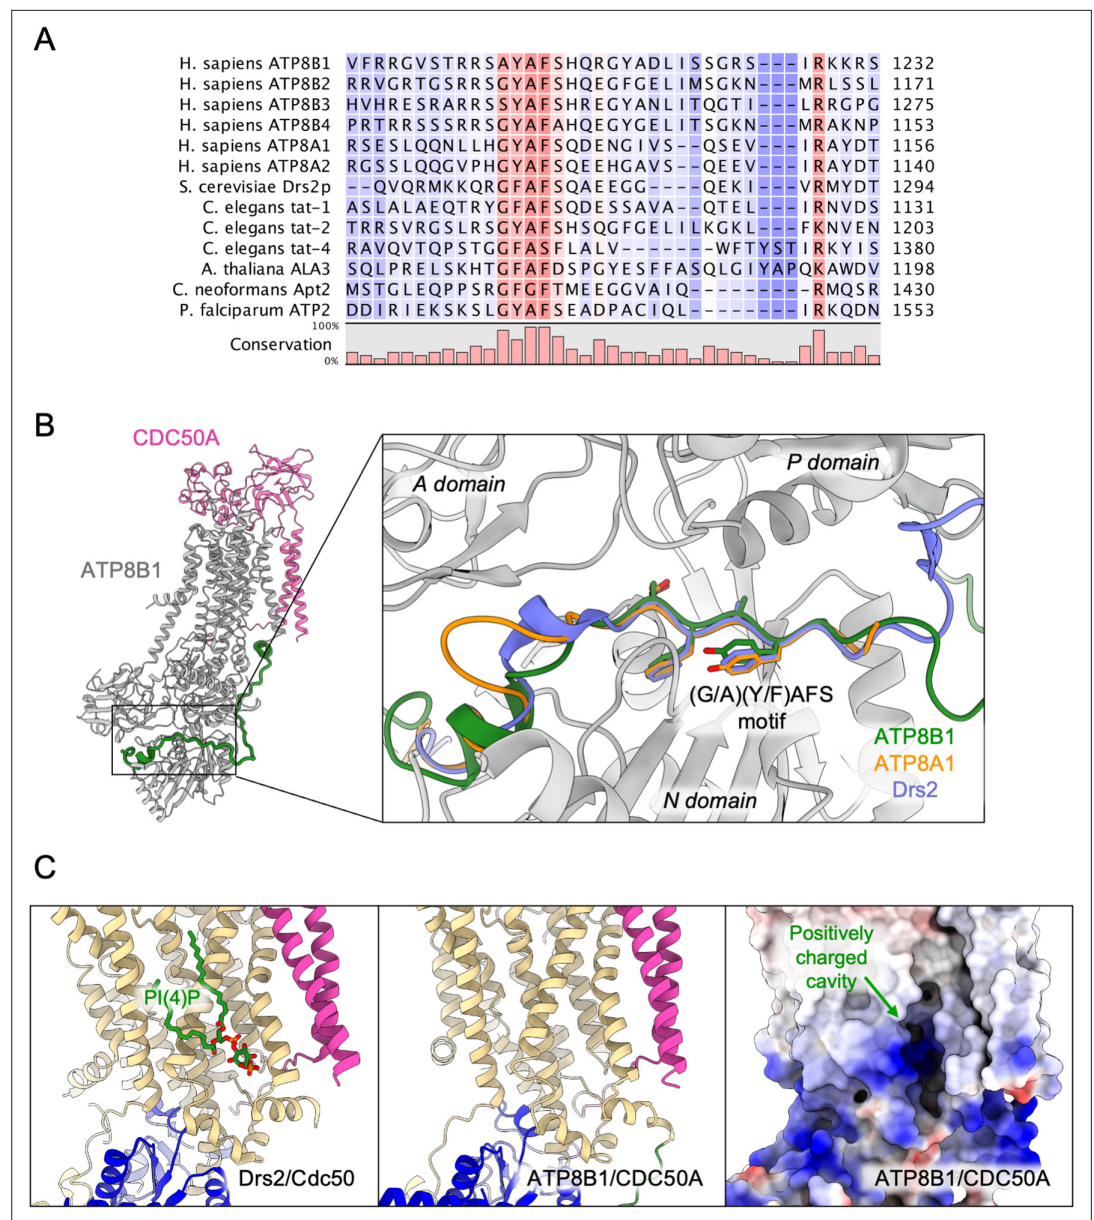 A
H. sapiens ATP8B1 VFRRGVSTRRSAYAFSHQRGYADLISSGRS---IRKKRS 1232
H. sapiens ATP8B2 RRVGRTGSRRSGYAFSHQEGFGELIMSGKN---MRLSSL 1171
H. sapiens ATP8B3 HVHRESRARRSSYAFSHREGYANLITQGTI---LRRGPG 1275
H. sapiens ATP8B4 PRTRRSSSRRSGYAFAHQEGYGELITSGKN---MRAKNP 1153
H. sapiens ATP8A1 RSESLQQNLLHGYAFSQDENGIVS--QSEV---IRAYDT 1156
H. sapiens ATP8A2 RGSSLQQGVPHGYAFSQEEHGAVS--QEEV---IRAYDT 1140
S. cerevisiae Drs2p --QVQRMKKQRGFAFSQAEEGG----QEKI---VRMYDT 1294
C. elegans tat-1 ASLALAEQTRYGFAFSQDESSAVA--QTEL---IRNVDS 1131
C. elegans tat-2 TRRSVRGSLRSGYAFSHSQGFGELILKGKL---FKNVEN 1203
C. elegans tat-4 RAVQVTQPSTGGFASFLALV------​-WFTYSTIRKYIS 1380
A. thaliana ALA3 SQLPRELSKHTGFAFDSPGYESFFASQLGIYAPQKAWDV 1198
C. neoformans Apt2 MSTGLEQPPSRGFGFTMEEGGVAIQ---------RMQSR 1430
P. falciparum ATP2 DDIRIEKSKSLGYAFSEADPACIQL--------IRKQDN 1553
100%
Conservation
0%
B
CDC50A
ATP8B1
A domain
P domain
(G/A)(Y/F)AFS
motif
ATP8B1
ATP8A1
Drs2
N domain
C
PI(4)P
Drs2/Cdc50
ATP8B1/CDC50A
Positively
charged
cavity
ATP8B1/CDC50A